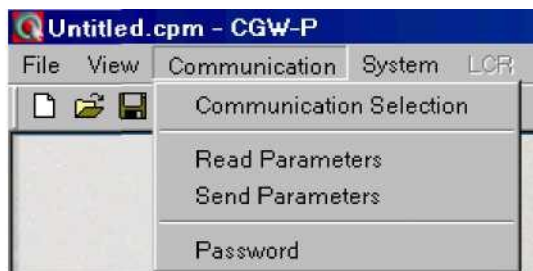 Untitled.cpm - CGW-P
File View Communication System LCR
Communication Selection
Read Parameters
Send Parameters
Password